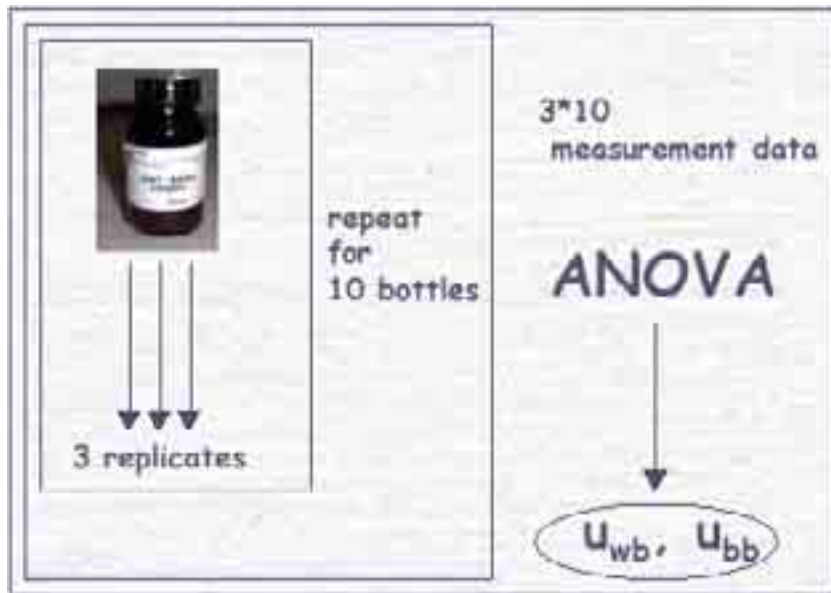 3 replicates
repeat
for
10 bottles
3*10
measurement data
ANOVA
u_wb, u_bb